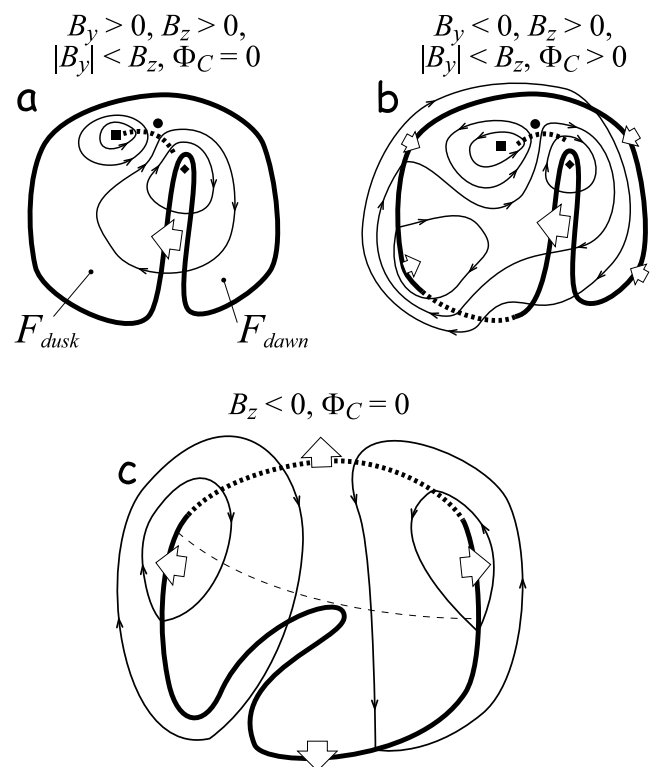 B_y > 0, B_z > 0,
|B_y| < B_z, Φ_C = 0
B_y < 0, B_z > 0,
|B_y| < B_z, Φ_C > 0
a
b
F_dusk
F_dawn
B_z < 0, Φ_C = 0
c